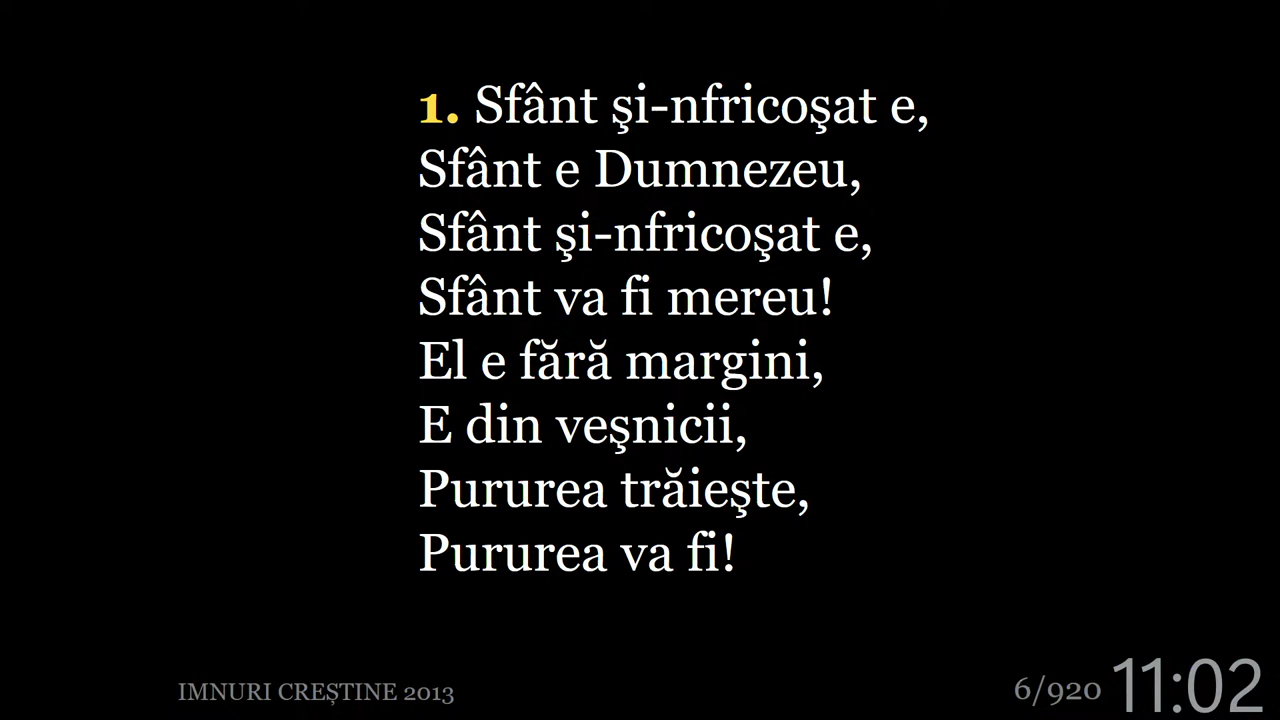 1. Sfânt şi-nfricoşat e,
Sfânt e Dumnezeu,
Sfânt şi-nfricoşat e,
Sfânt va fi mereu!
El e fără margini,
E din veşnicii,
Pururea trăieşte,
Pururea va fi!
IMNURI CREȘTINE 2013
6/920 11:02